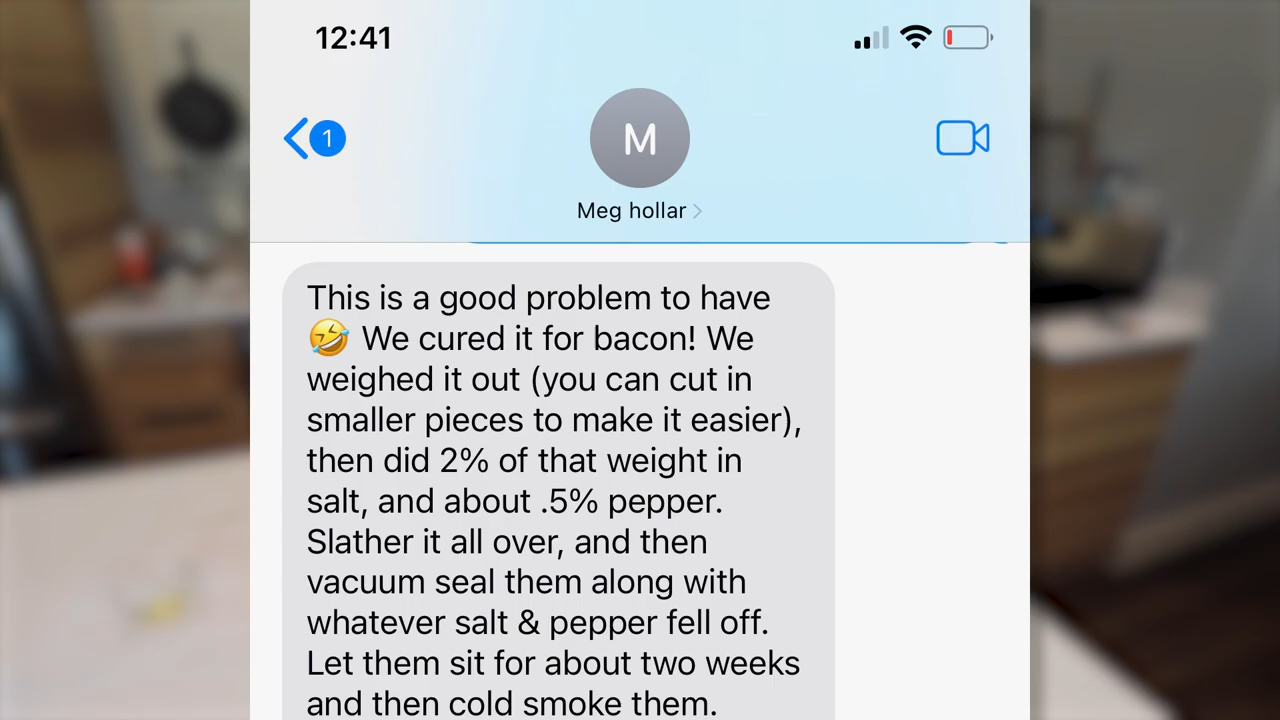 12:41
1
M
Meg hollar
This is a good problem to have
🤣 We cured it for bacon! We
weighed it out (you can cut in
smaller pieces to make it easier),
then did 2% of that weight in
salt, and about .5% pepper.
Slather it all over, and then
vacuum seal them along with
whatever salt & pepper fell off.
Let them sit for about two weeks
and then cold smoke them.